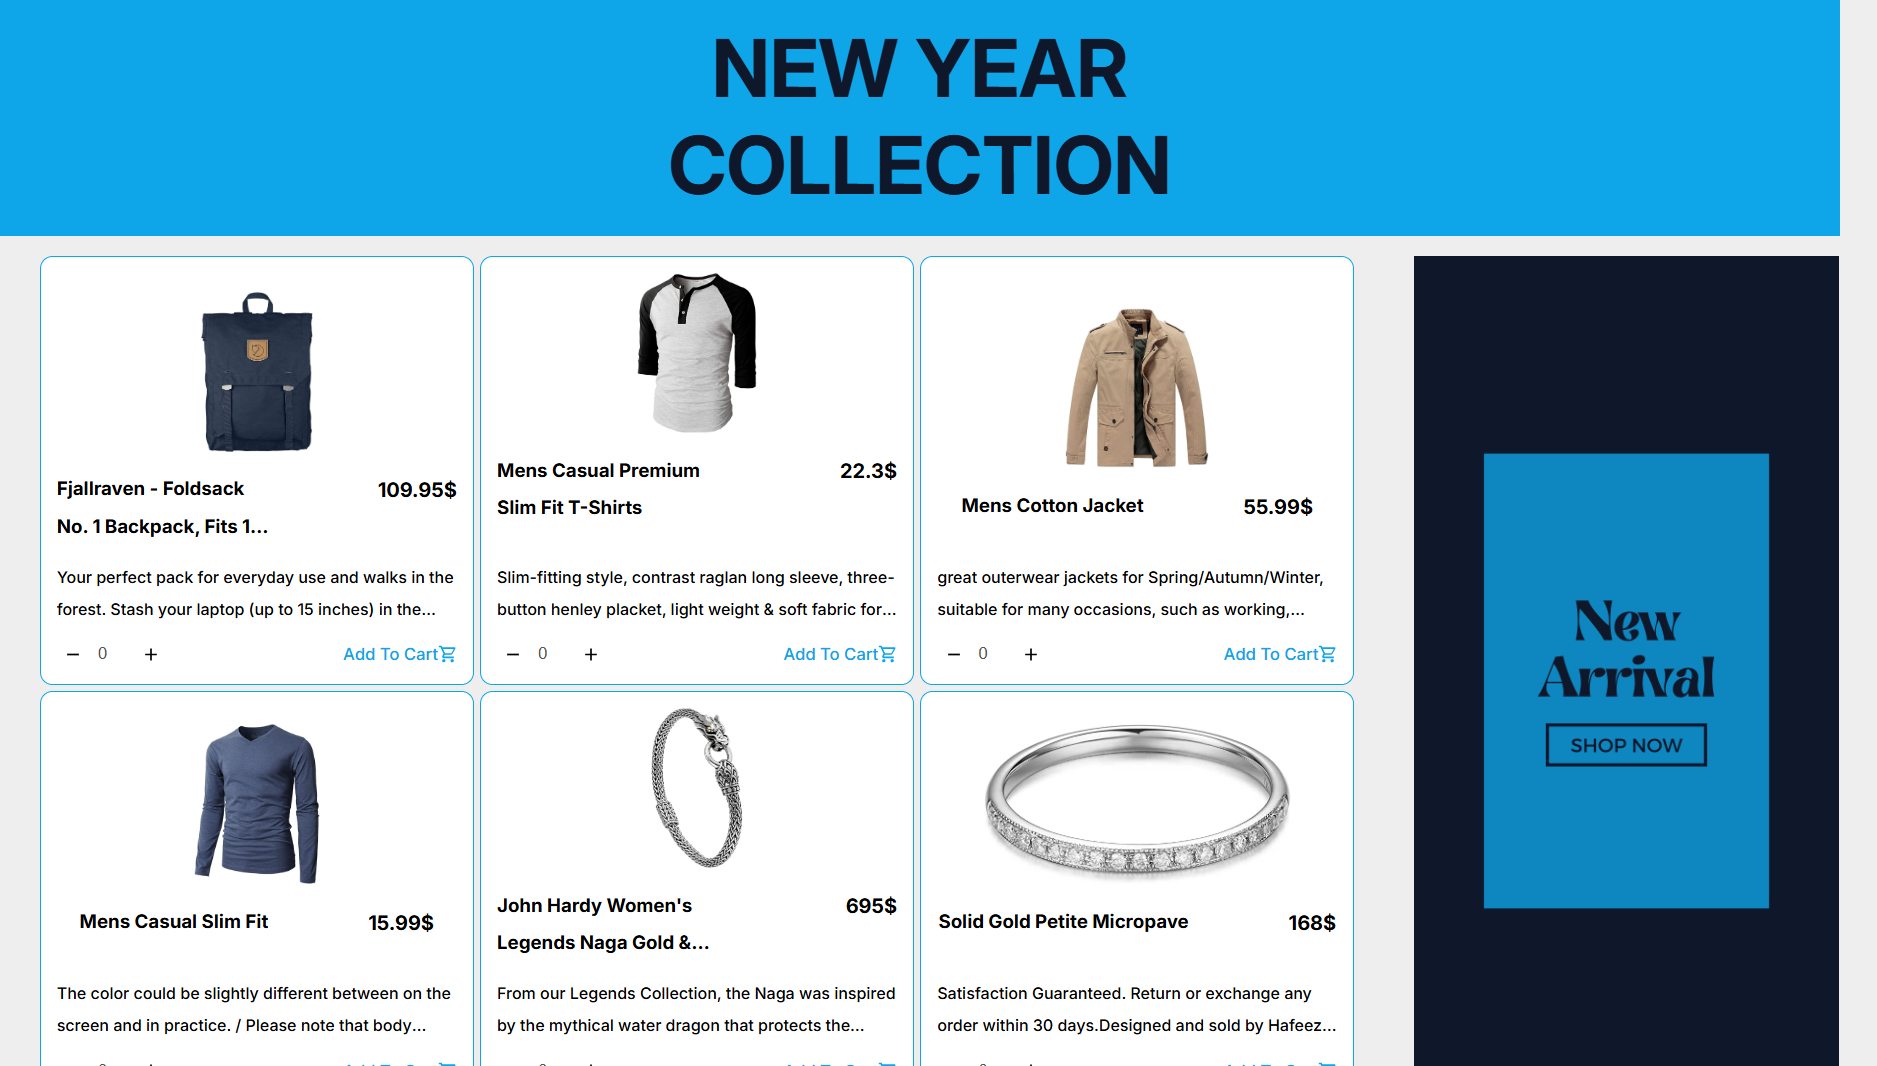 NEW YEAR
COLLECTION
Fjallraven - Foldsack
No. 1 Backpack, Fits 1...
109.95$
Your perfect pack for everyday use and walks in the
forest. Stash your laptop (up to 15 inches) in the...
− 0 + Add To Cart
Mens Casual Premium
Slim Fit T-Shirts
22.3$
Slim-fitting style, contrast raglan long sleeve, three-
button henley placket, light weight & soft fabric for...
− 0 + Add To Cart
Mens Cotton Jacket
55.99$
great outerwear jackets for Spring/Autumn/Winter,
suitable for many occasions, such as working,...
− 0 + Add To Cart
Mens Casual Slim Fit
15.99$
The color could be slightly different between on the
screen and in practice. / Please note that body...
John Hardy Women's
Legends Naga Gold &...
695$
From our Legends Collection, the Naga was inspired
by the mythical water dragon that protects the...
Solid Gold Petite Micropave
168$
Satisfaction Guaranteed. Return or exchange any
order within 30 days.Designed and sold by Hafeez...
New
Arrival
SHOP NOW